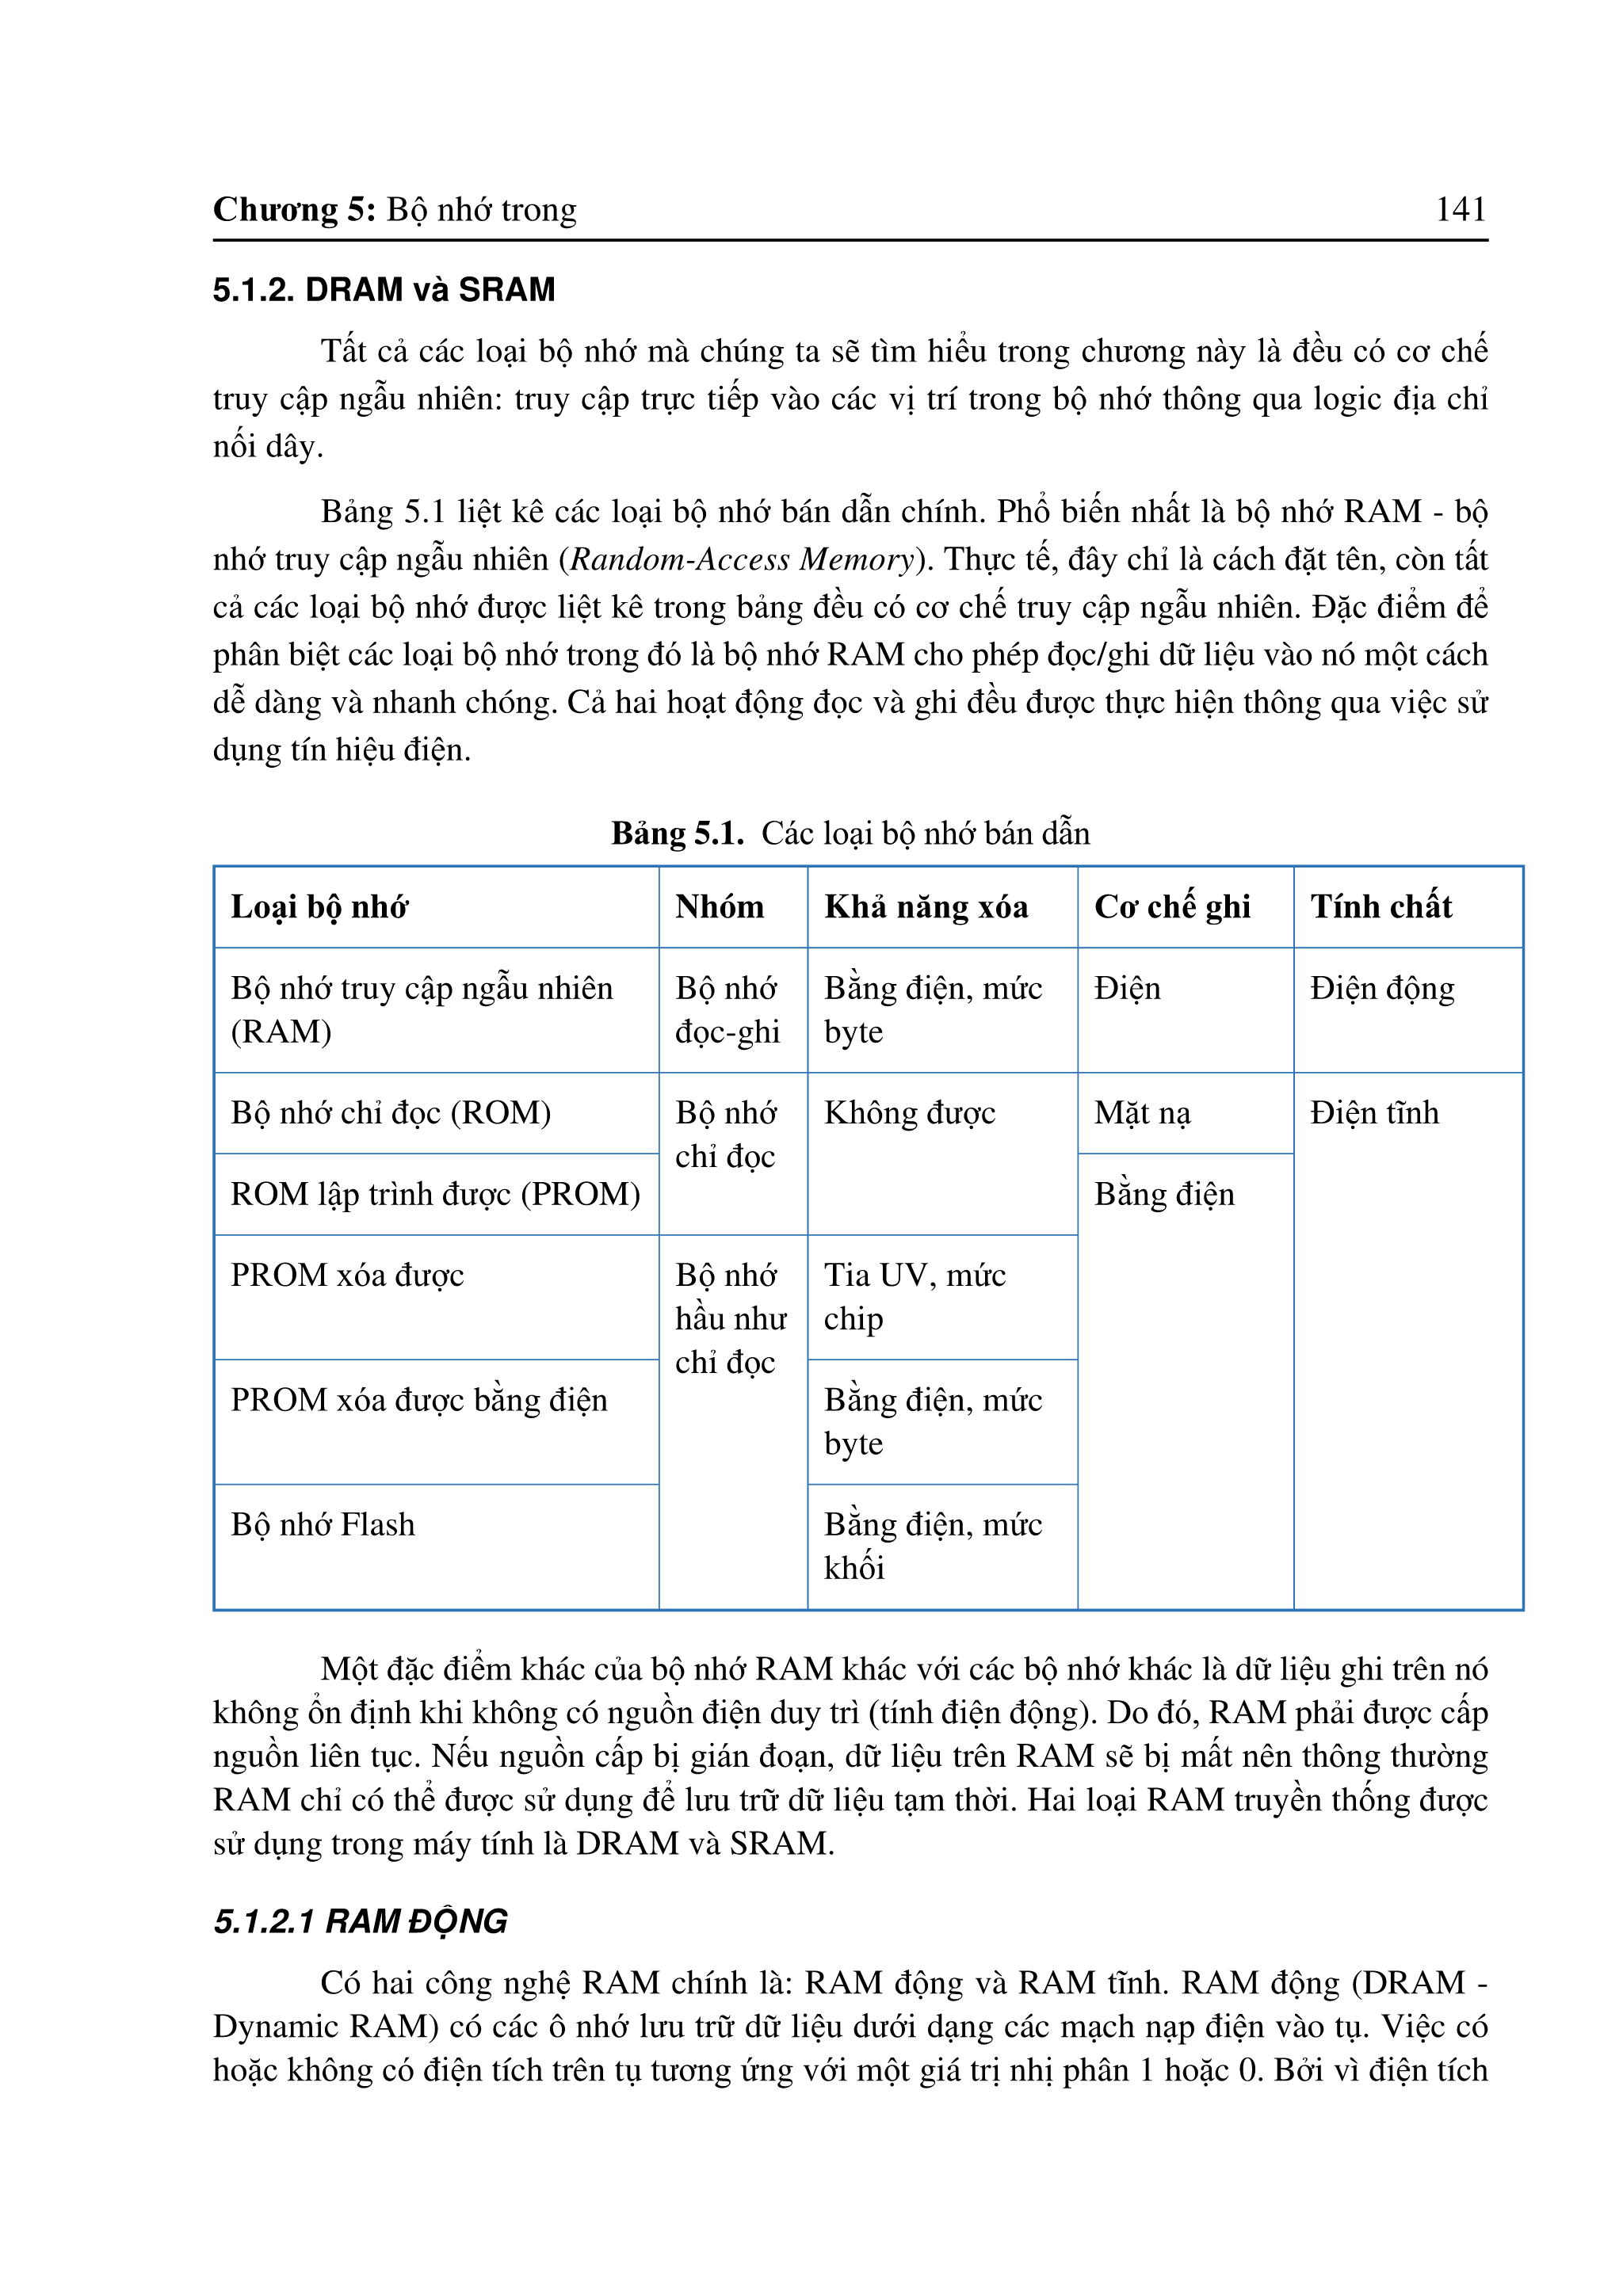 Chương 5: Bộ nhớ trong 141
5.1.2. DRAM và SRAM
Tất cả các loại bộ nhớ mà chúng ta sẽ tìm hiểu trong chương này là đều có cơ chế
truy cập ngẫu nhiên: truy cập trực tiếp vào các vị trí trong bộ nhớ thông qua logic địa chỉ
nối dây.
Bảng 5.1 liệt kê các loại bộ nhớ bán dẫn chính. Phổ biến nhất là bộ nhớ RAM - bộ
nhớ truy cập ngẫu nhiên (Random-Access Memory). Thực tế, đây chỉ là cách đặt tên, còn tất
cả các loại bộ nhớ được liệt kê trong bảng đều có cơ chế truy cập ngẫu nhiên. Đặc điểm để
phân biệt các loại bộ nhớ trong đó là bộ nhớ RAM cho phép đọc/ghi dữ liệu vào nó một cách
dễ dàng và nhanh chóng. Cả hai hoạt động đọc và ghi đều được thực hiện thông qua việc sử
dụng tín hiệu điện.
Bảng 5.1. Các loại bộ nhớ bán dẫn
Loại bộ nhớ Nhóm Khả năng xóa Cơ chế ghi Tính chất
Bộ nhớ truy cập ngẫu nhiên Bộ nhớ Bằng điện, mức Điện Điện động
(RAM) đọc-ghi byte
Bộ nhớ chỉ đọc (ROM) Bộ nhớ Không được Mặt nạ Điện tĩnh
chỉ đọc
ROM lập trình được (PROM) Bằng điện
PROM xóa được Bộ nhớ Tia UV, mức
hầu như chip
chỉ đọc
PROM xóa được bằng điện Bằng điện, mức
byte
Bộ nhớ Flash Bằng điện, mức
khối
Một đặc điểm khác của bộ nhớ RAM khác với các bộ nhớ khác là dữ liệu ghi trên nó
không ổn định khi không có nguồn điện duy trì (tính điện động). Do đó, RAM phải được cấp
nguồn liên tục. Nếu nguồn cấp bị gián đoạn, dữ liệu trên RAM sẽ bị mất nên thông thường
RAM chỉ có thể được sử dụng để lưu trữ dữ liệu tạm thời. Hai loại RAM truyền thống được
sử dụng trong máy tính là DRAM và SRAM.
5.1.2.1 RAM ĐỘNG
Có hai công nghệ RAM chính là: RAM động và RAM tĩnh. RAM động (DRAM -
Dynamic RAM) có các ô nhớ lưu trữ dữ liệu dưới dạng các mạch nạp điện vào tụ. Việc có
hoặc không có điện tích trên tụ tương ứng với một giá trị nhị phân 1 hoặc 0. Bởi vì điện tích